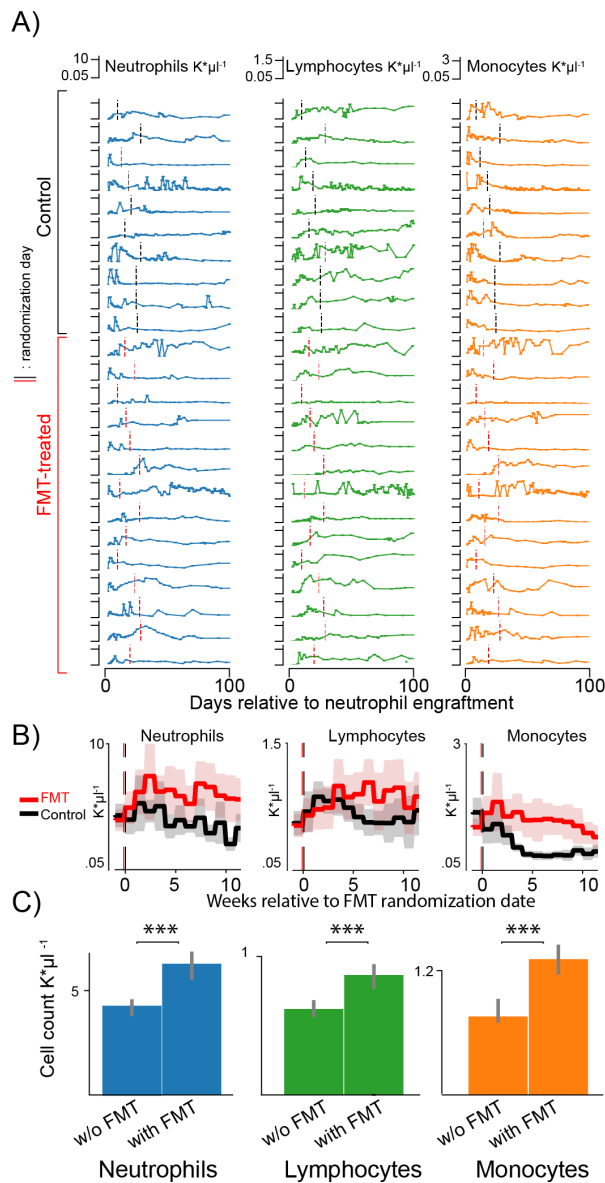 A)
10
0.05
Neutrophils K*µl-1
1.5
0.05
Lymphocytes K*µl-1
3
0.05
Monocytes K*µl-1
Control
: randomization day
FMT-treated
0 100 0 100 0 100
Days relative to neutrophil engraftment
B)
Neutrophils
Lymphocytes
Monocytes
10
1.5
3
FMT
Control
K*µl-1
K*µl-1
K*µl-1
.05
.05
.05
0 5 10 0 5 10 0 5 10
Weeks relative to FMT randomization date
C)
*** *** ***
Cell count K*µl -1
5
1
1.2
w/o FMT
with FMT
w/o FMT
with FMT
w/o FMT
with FMT
Neutrophils
Lymphocytes
Monocytes